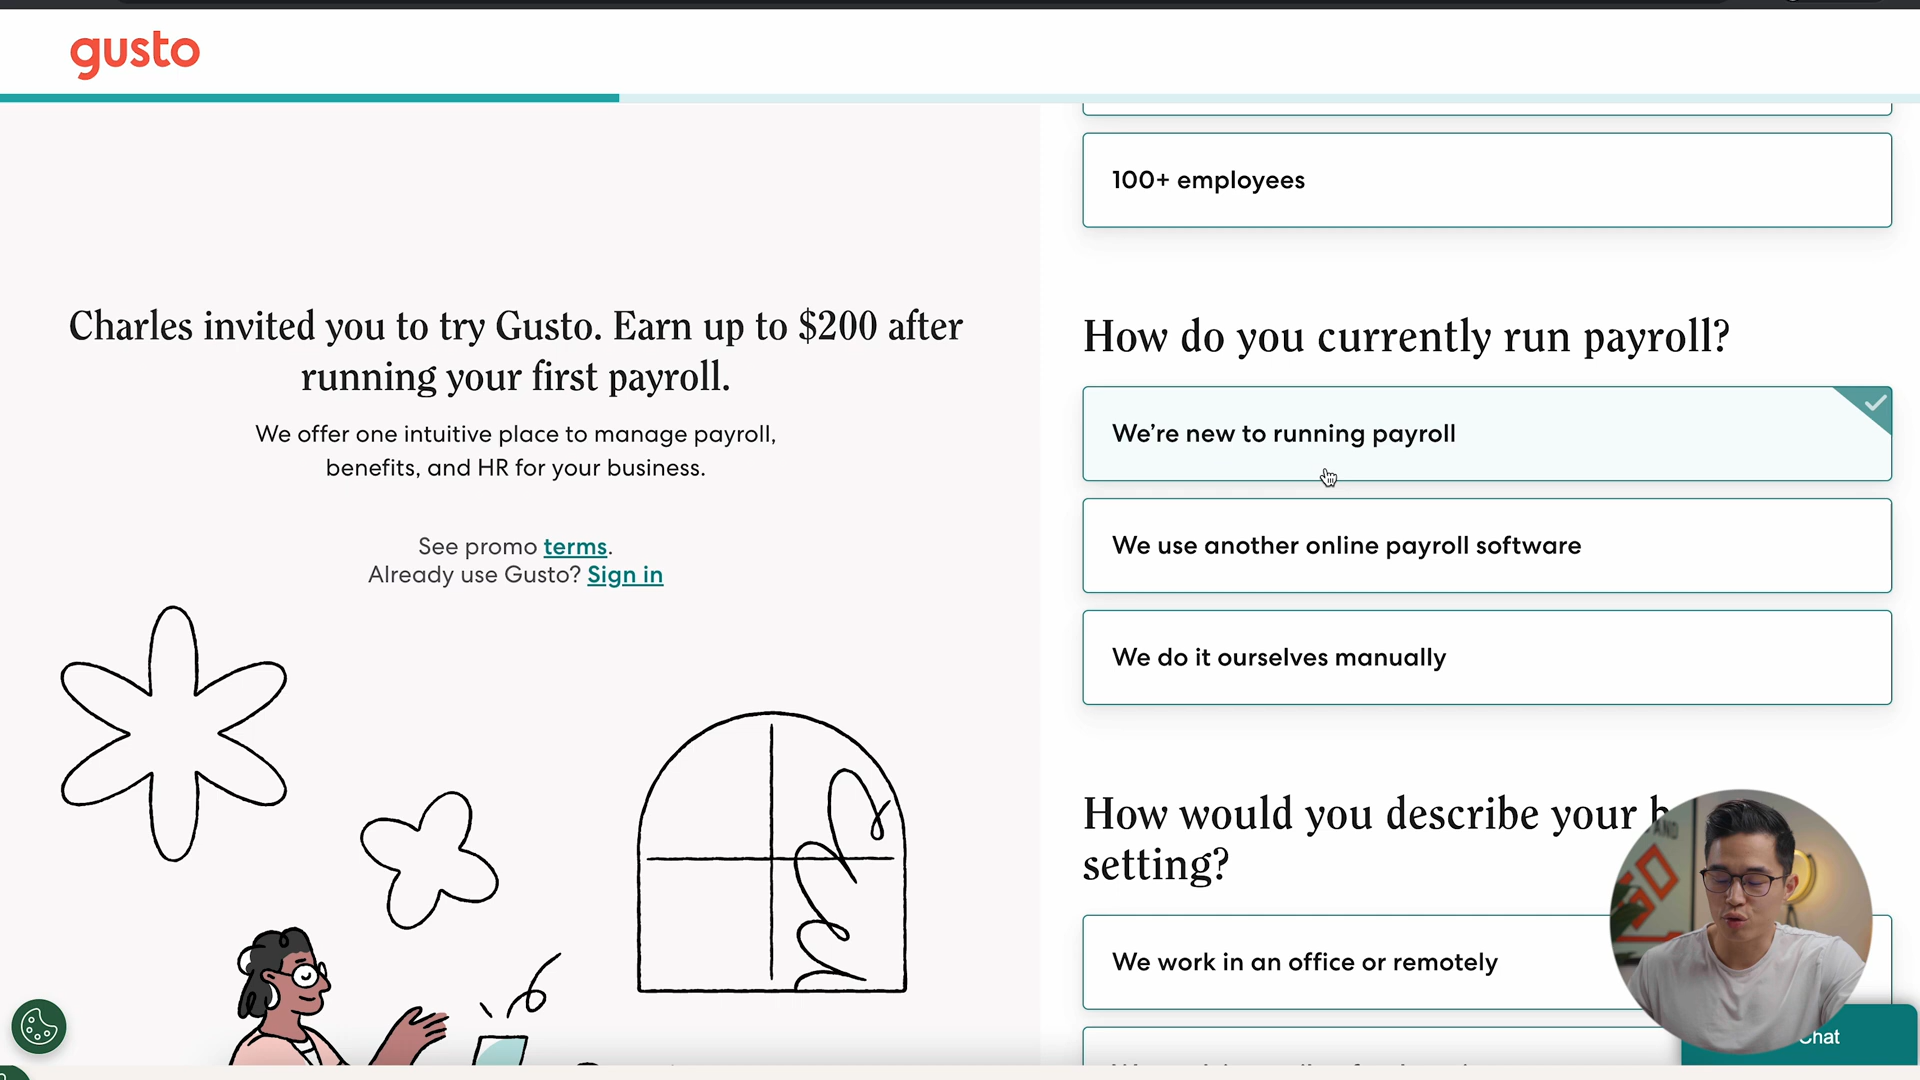 gusto
100+ employees
Charles invited you to try Gusto. Earn up to $200 after
running your first payroll.
We offer one intuitive place to manage payroll,
benefits, and HR for your business.
See promo terms.
Already use Gusto? Sign in
How do you currently run payroll?
We’re new to running payroll
We use another online payroll software
We do it ourselves manually
How would you describe your
setting?
We work in an office or remotely
AND
Chat